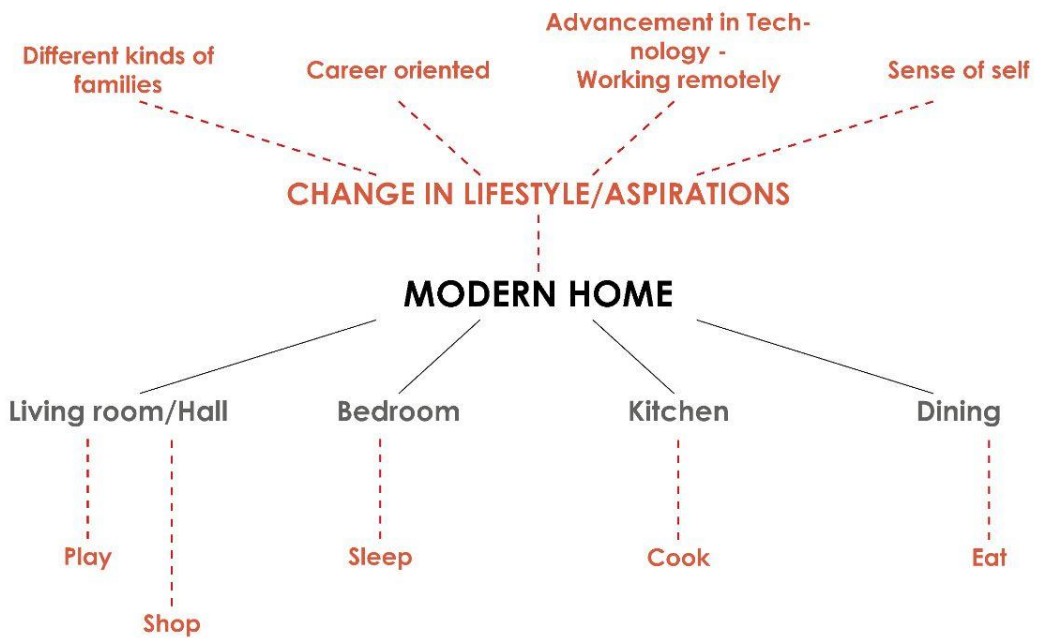 Different kinds of
families
Career oriented
Advancement in Tech-
nology -
Working remotely
Sense of self
CHANGE IN LIFESTYLE/ASPIRATIONS
MODERN HOME
Living room/Hall
Bedroom
Kitchen
Dining
Play
Sleep
Cook
Eat
Shop